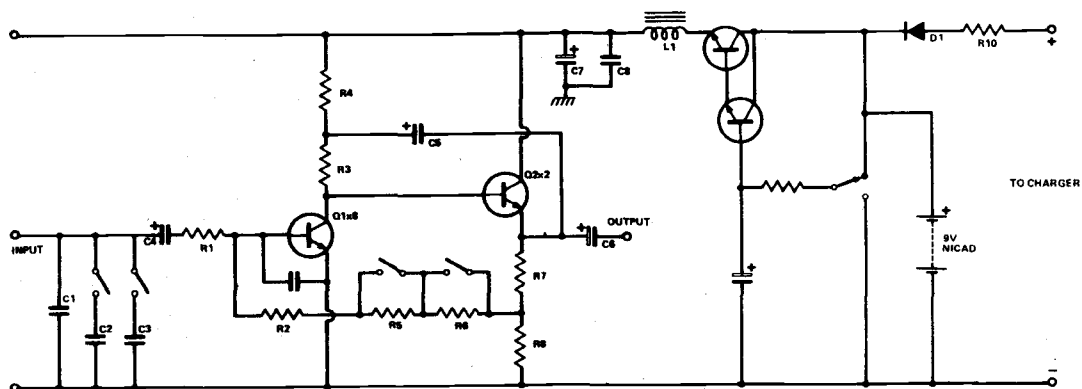 L1
D1
R10
+
+
C7
C8
R4
+
C5
R3
Q2x2
TO CHARGER
Q1x6
+
C4
INPUT
R1
OUTPUT
+
C6
+
9V
NICAD
R7
+
C1
C2
C3
R2
R5
R6
R8
−